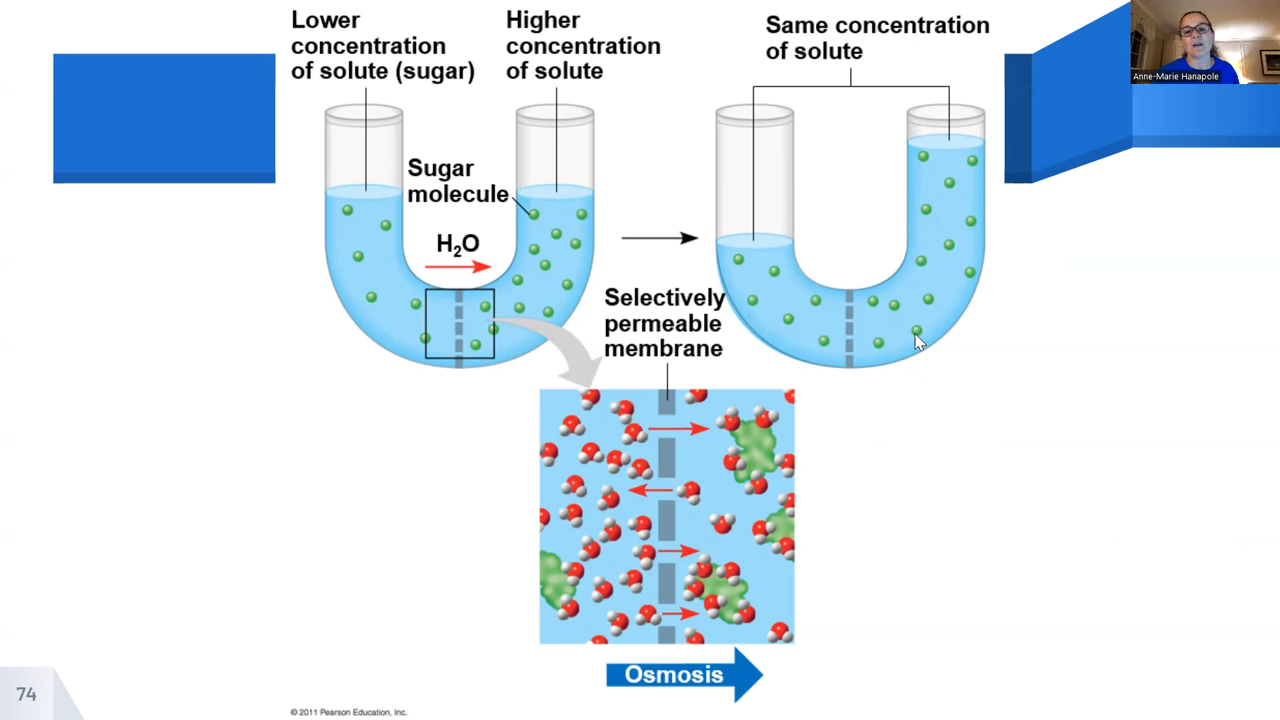 Lower
concentration
of solute (sugar)
Higher
concentration
of solute
Same concentration
of solute
Anne-Marie Hanapole
Sugar
molecule
H₂O
Selectively
permeable
membrane
Osmosis
74
© 2011 Pearson Education, Inc.